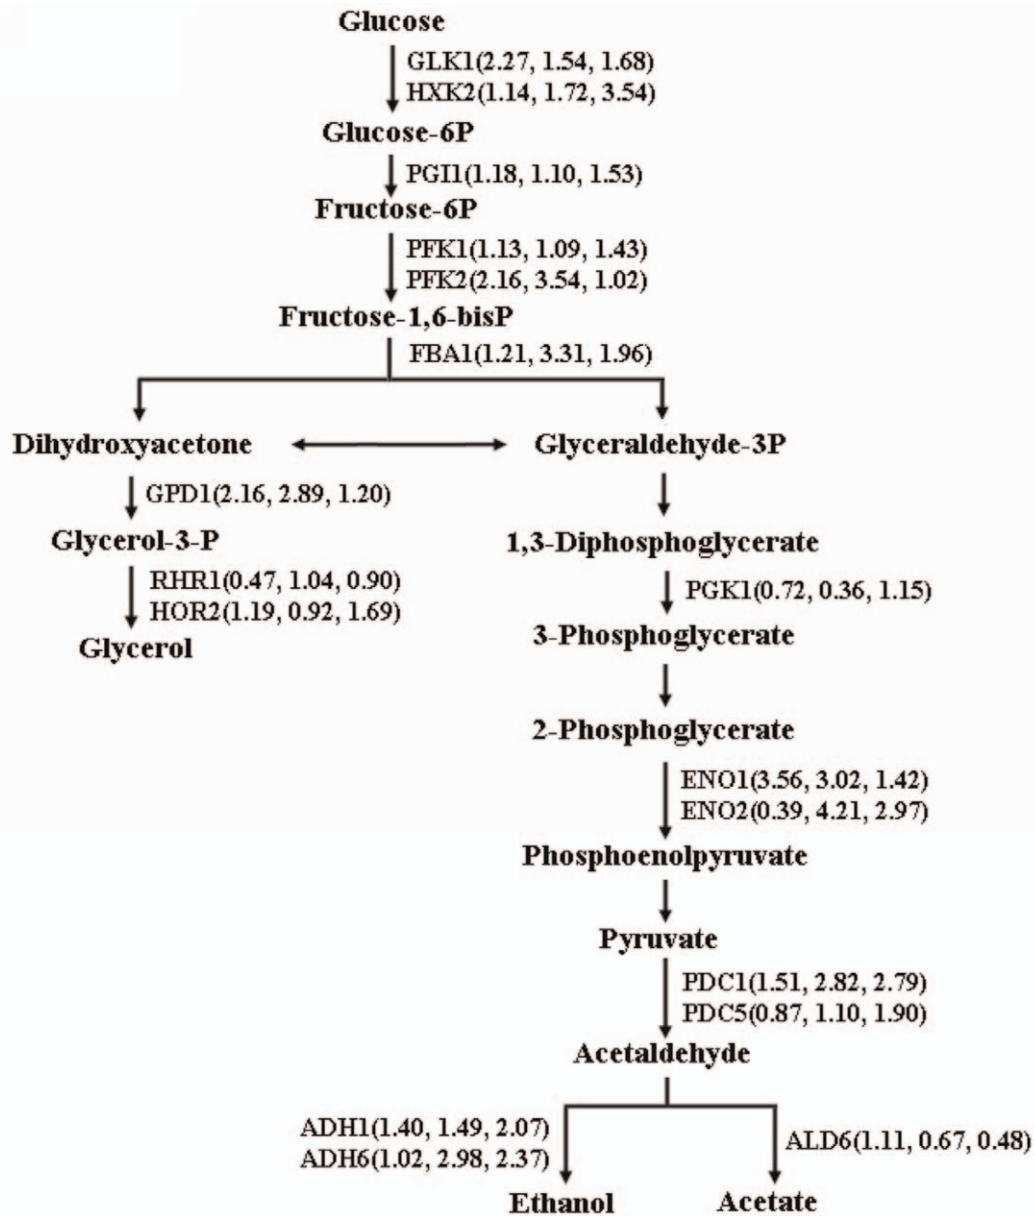 Glucose
GLK1(2.27, 1.54, 1.68)
HXK2(1.14, 1.72, 3.54)
Glucose-6P
PGI1(1.18, 1.10, 1.53)
Fructose-6P
PFK1(1.13, 1.09, 1.43)
PFK2(2.16, 3.54, 1.02)
Fructose-1,6-bisP
FBA1(1.21, 3.31, 1.96)
Dihydroxyacetone
Glyceraldehyde-3P
GPD1(2.16, 2.89, 1.20)
Glycerol-3-P
RHR1(0.47, 1.04, 0.90)
HOR2(1.19, 0.92, 1.69)
Glycerol
1,3-Diphosphoglycerate
PGK1(0.72, 0.36, 1.15)
3-Phosphoglycerate
2-Phosphoglycerate
ENO1(3.56, 3.02, 1.42)
ENO2(0.39, 4.21, 2.97)
Phosphoenolpyruvate
Pyruvate
PDC1(1.51, 2.82, 2.79)
PDC5(0.87, 1.10, 1.90)
Acetaldehyde
ADH1(1.40, 1.49, 2.07)
ADH6(1.02, 2.98, 2.37)
ALD6(1.11, 0.67, 0.48)
Ethanol
Acetate